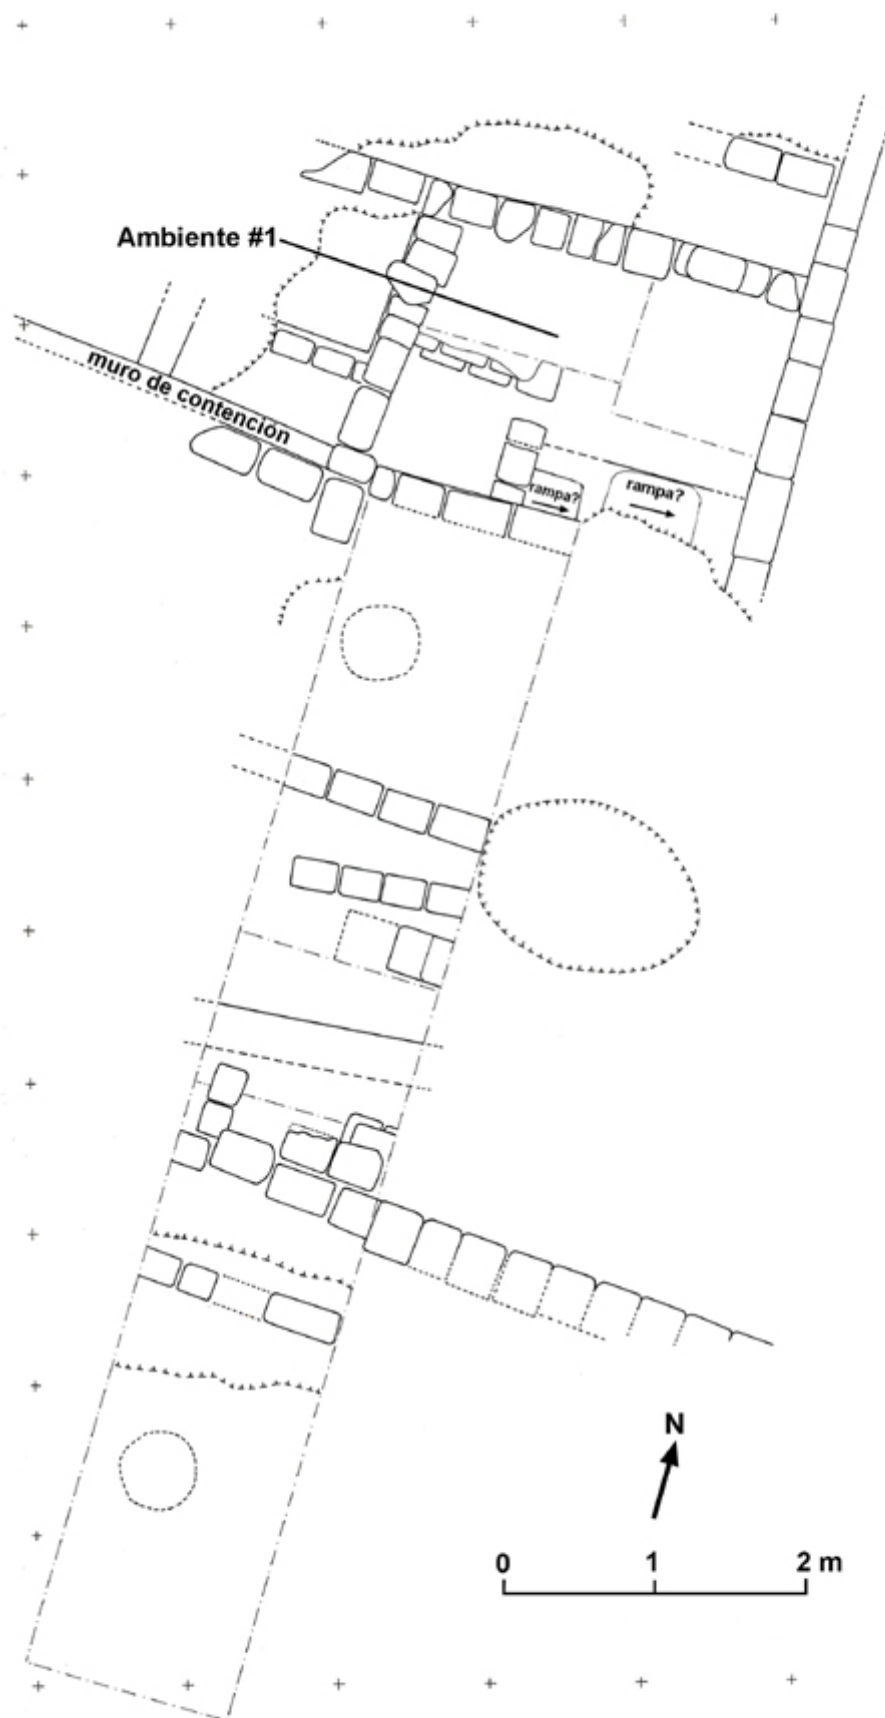 Ambiente #1
muro de contención
rampa?
rampa?
N
0 1 2 m